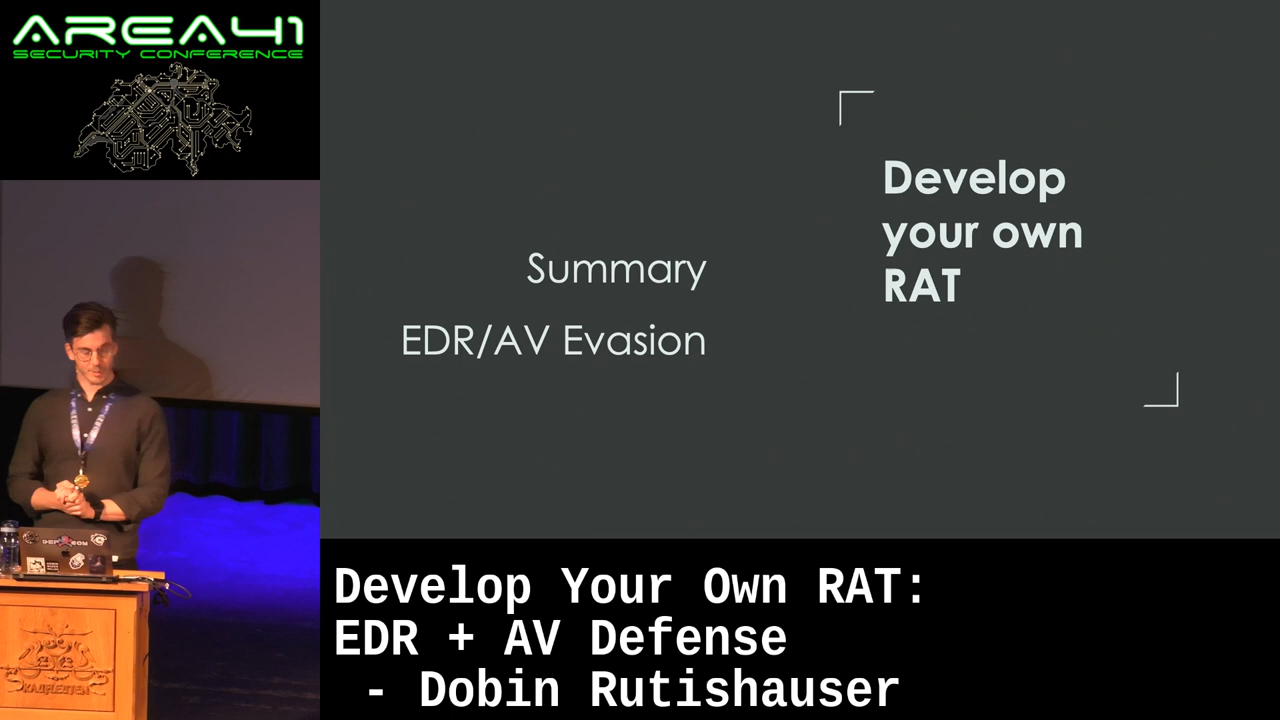 AREA41
SECURITY CONFERENCE
Develop
your own
RAT
Summary
EDR/AV Evasion
KAUFLEUTEN
Develop Your Own RAT:
EDR + AV Defense
- Dobin Rutishauser